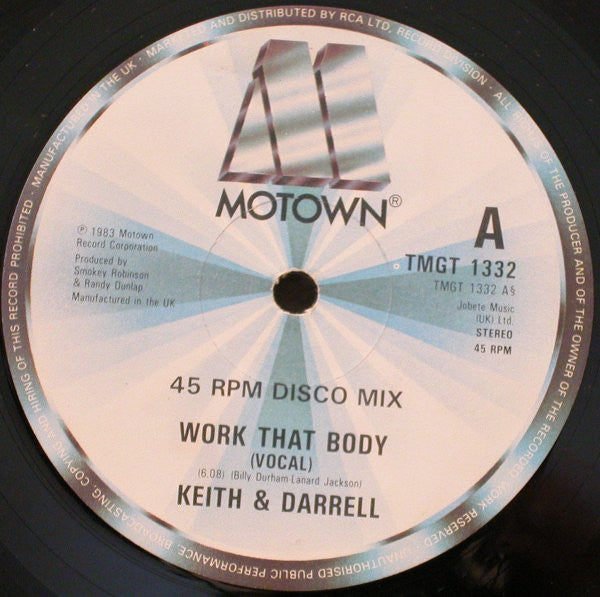 MANUFACTURED IN THE UK · MARKETED AND DISTRIBUTED BY RCA LTD. RECORD DIVISION · ALL RIGHTS OF THE PRODUCER AND OF THE OWNER OF THE RECORDED WORK RESERVED · UNAUTHORISED PUBLIC PERFORMANCE, BROADCASTING, COPYING AND HIRING OF THIS RECORD PROHIBITED ·
M
MOTOWN®
A
℗ 1983 Motown
Record Corporation
Produced by
Smokey Robinson
& Randy Dunlap
Manufactured in the UK
TMGT 1332
TMGT 1332 A§
Jobete Music
(UK) Ltd.
STEREO
45 RPM
45 RPM DISCO MIX
WORK THAT BODY
(VOCAL)
(6.08) (Billy Durham-Lanard Jackson)
KEITH & DARRELL